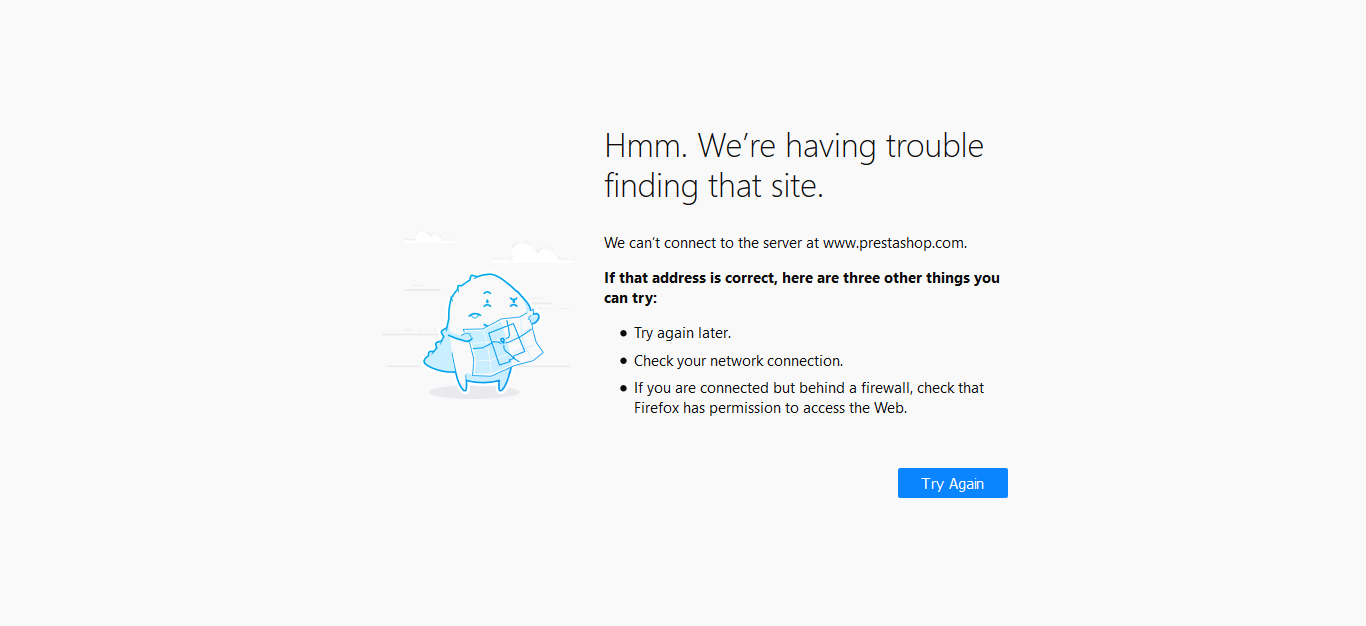 Hmm. We’re having trouble
finding that site.
We can’t connect to the server at www.prestashop.com.
If that address is correct, here are three other things you
can try:
• Try again later.
• Check your network connection.
• If you are connected but behind a firewall, check that
Firefox has permission to access the Web.
Try Again